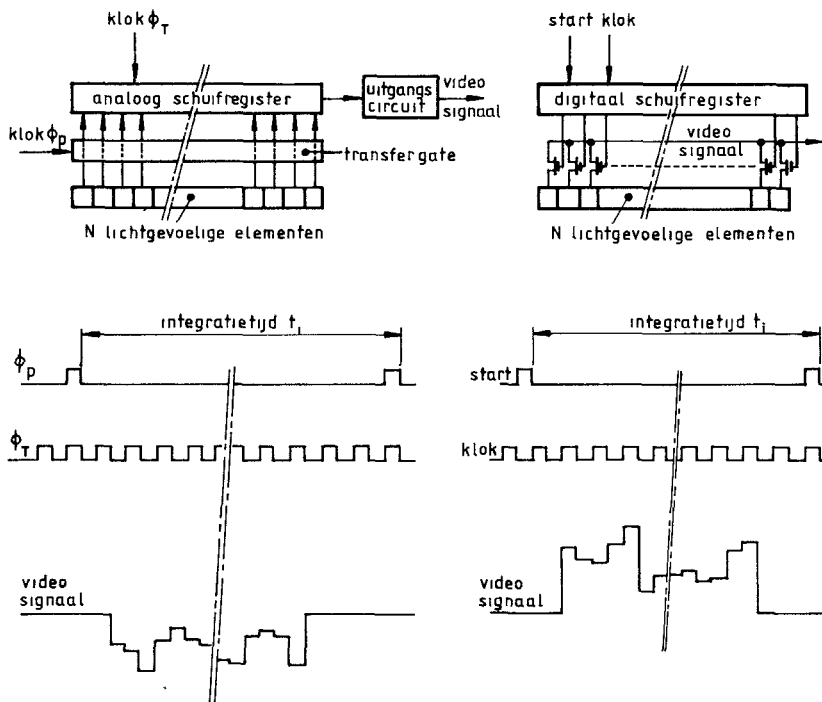 klok ϕT
analoog schuifregister
uitgangs
circuit
video
signaal
klok ϕp
transfergate
N lichtgevoelige elementen
start klok
digitaal schuifregister
video
signaal
N lichtgevoelige elementen
integratietijd ti
ϕp
ϕT
video
signaal
integratietijd ti
start
klok
video
signaal